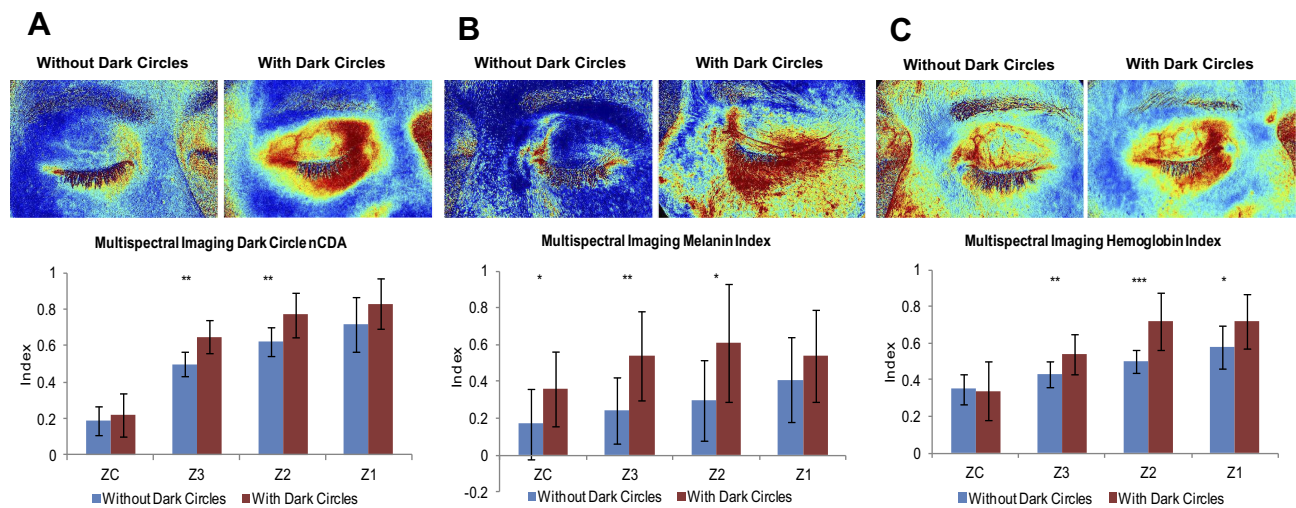 A
B
C
Without Dark Circles
With Dark Circles
Without Dark Circles
With Dark Circles
Without Dark Circles
With Dark Circles
Multispectral Imaging Dark Circle nCDA
Index
1
0.8
0.6
0.4
0.2
0
** **
ZC Z3 Z2 Z1
Without Dark Circles With Dark Circles
Multispectral Imaging Melanin Index
Index
1
0.8
0.6
0.4
0.2
0
-0.2
* ** *
ZC Z3 Z2 Z1
Without Dark Circles With Dark Circles
Multispectral Imaging Hemoglobin Index
Index
1
0.8
0.6
0.4
0.2
0
** *** *
ZC Z3 Z2 Z1
Without Dark Circles With Dark Circles